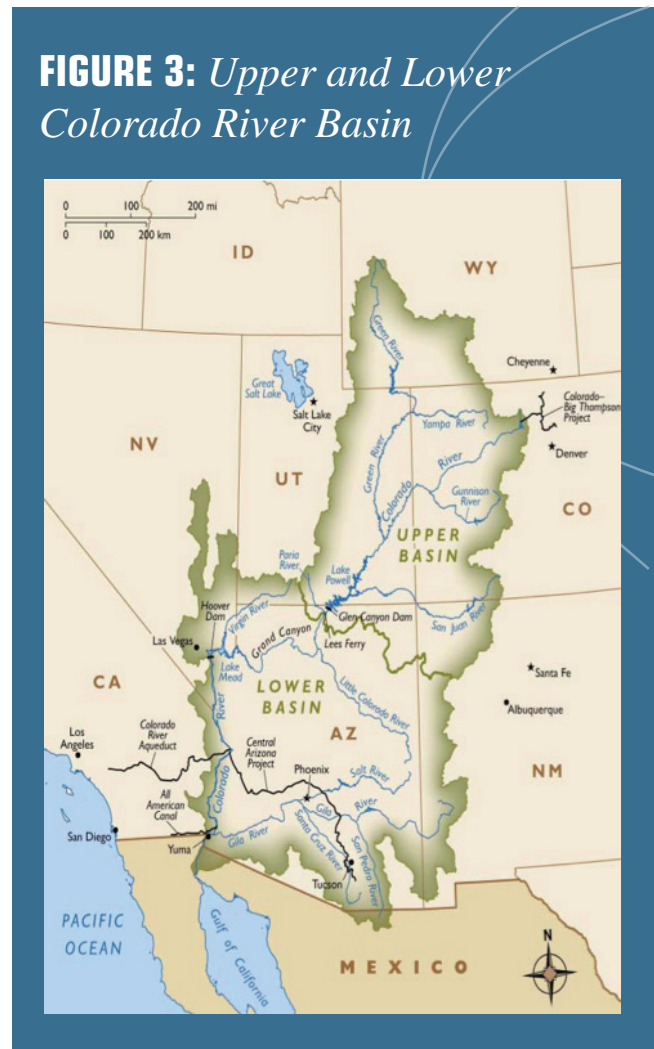 FIGURE 3: Upper and Lower
Colorado River Basin
0 100 200 mi
0 100 200 km
ID
WY
Green River
Cheyenne
Great
Salt Lake
Salt Lake
City
Colorado–
Big Thompson
Project
Yampa River
Denver
NV
UT
Green River
Colorado
River
Gunnison
River
CO
UPPER
BASIN
Paria
River
Lake
Powell
Hoover
Dam
Virgin River
Glen Canyon Dam
San Juan River
Las Vegas
Grand Canyon
Lees Ferry
Lake
Mead
Santa Fe
CA
LOWER
BASIN
Little Colorado River
Albuquerque
River
AZ
Los
Angeles
Colorado
River
Aqueduct
Central
Arizona
Project
Phoenix
Salt River
NM
Colorado
All
American
Canal
Gila
River
San Diego
Yuma
Gila River
Santa Cruz River
San Pedro River
Tucson
PACIFIC
OCEAN
Gulf of California
MEXICO
N